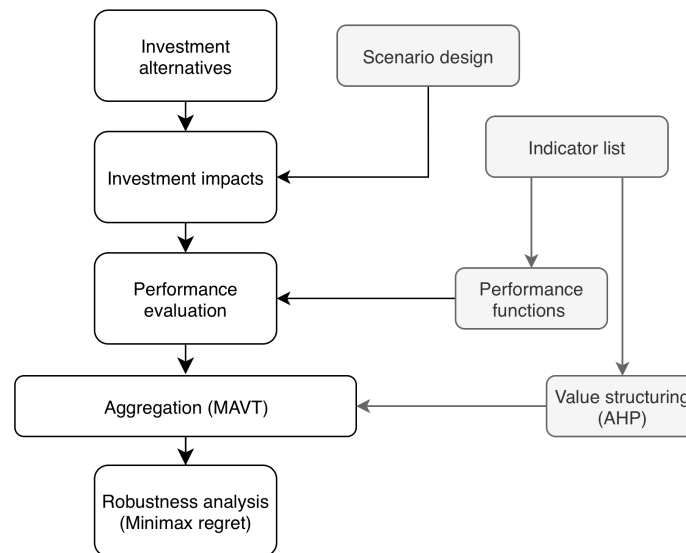 Investment
alternatives
Scenario design
Indicator list
Investment impacts
Performance
evaluation
Performance
functions
Aggregation (MAVT)
Value structuring
(AHP)
Robustness analysis
(Minimax regret)